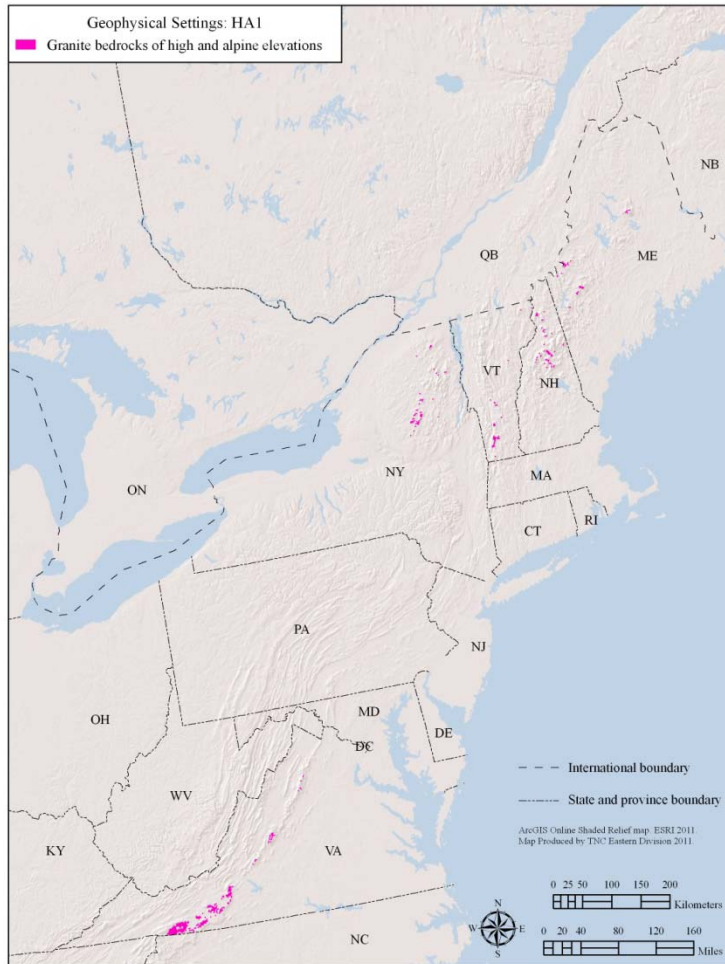 Geophysical Settings: HA1
Granite bedrocks of high and alpine elevations
NB
QB
ME
VT
NH
NY
ON
MA
CT
RI
PA
NJ
OH
MD
DE
DC
WV
KY
VA
NC
International boundary
State and province boundary
ArcGIS Online Shaded Relief map. ESRI 2011.
Map Produced by TNC Eastern Division 2011.
0 25 50 100 150 200
Kilometers
N
W E
S
0 20 40 80 120 160
Miles